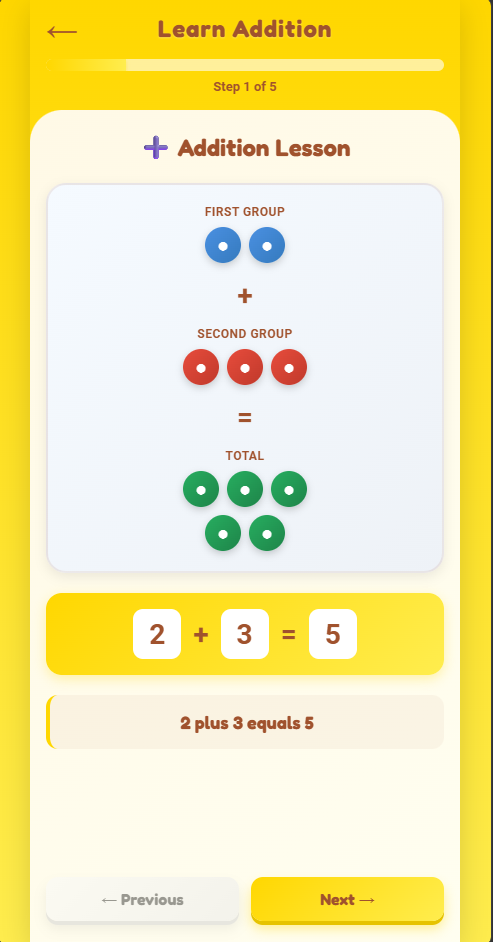 ← Learn Addition
Step 1 of 5
➕ Addition Lesson
FIRST GROUP
+
SECOND GROUP
=
TOTAL
2 + 3 = 5
2 plus 3 equals 5
← Previous
Next →